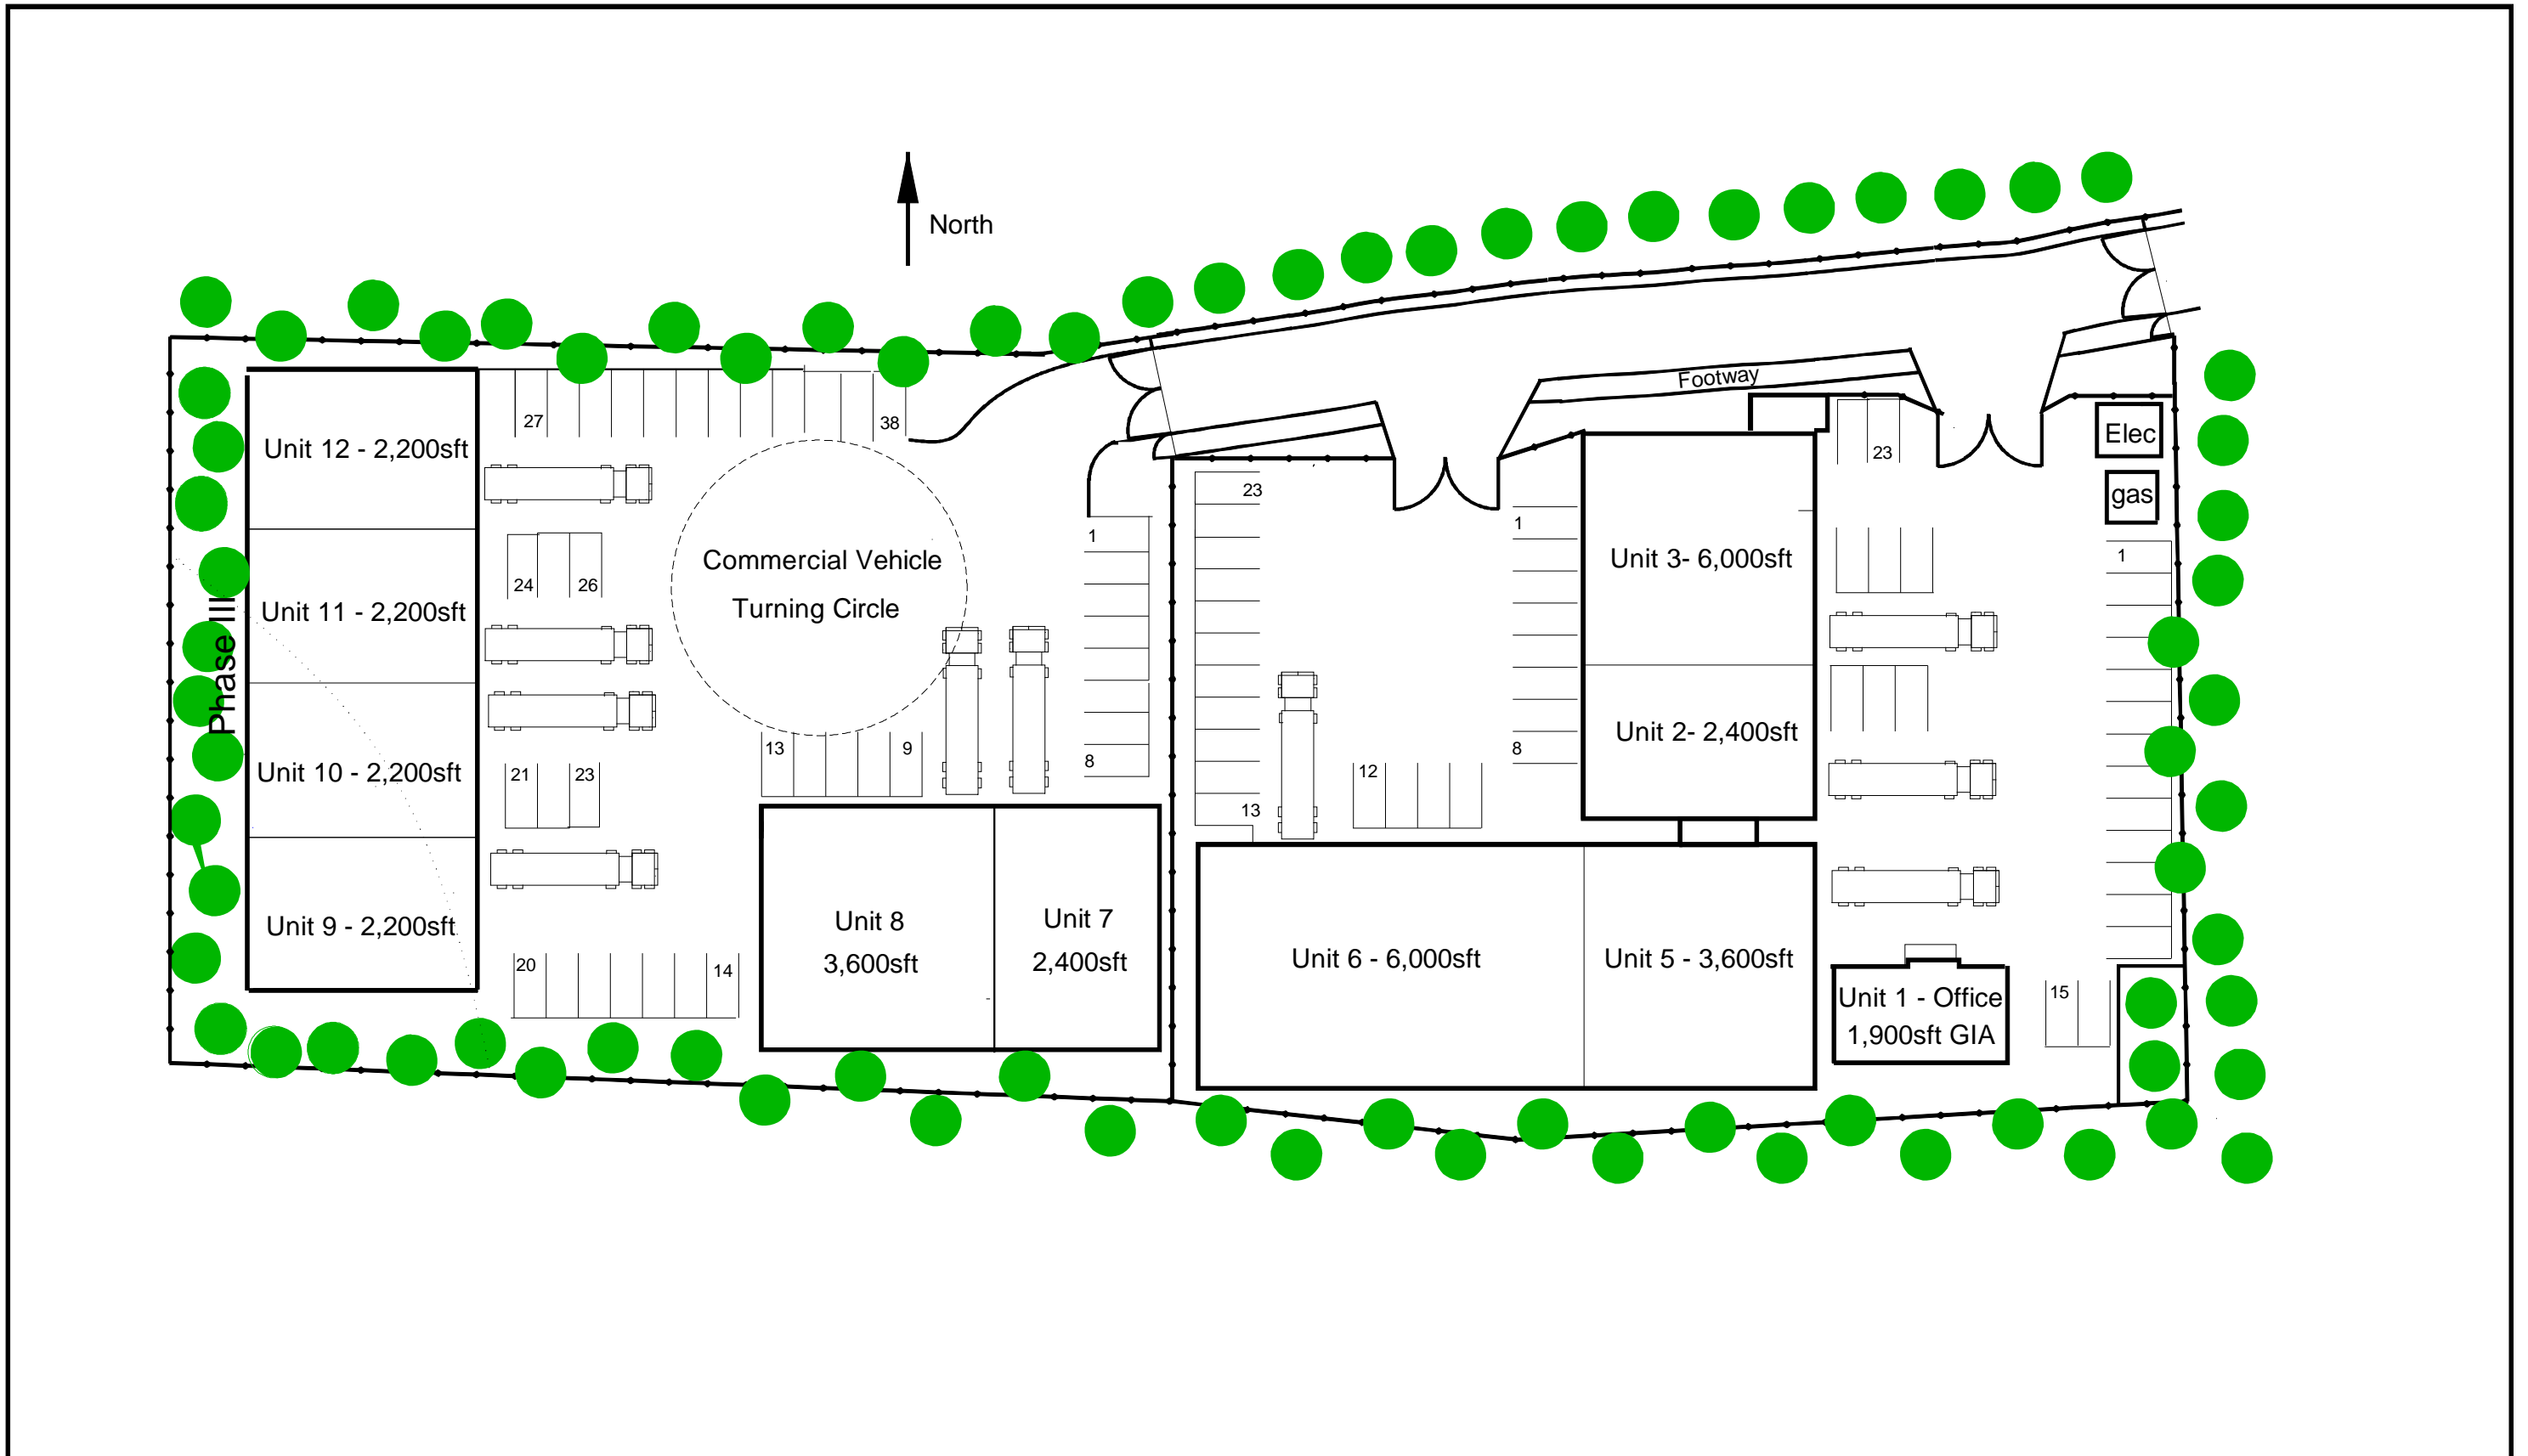 North
Footway
27
38
23
Elec
gas
Unit 12 - 2,200sft
23
1
1
1
Unit 3- 6,000sft
Commercial Vehicle
Turning Circle
24
26
Unit 11 - 2,200sft
Phase III
Unit 2- 2,400sft
13
9
8
12
8
Unit 10 - 2,200sft
21
23
13
Unit 9 - 2,200sft
Unit 8
3,600sft
Unit 7
2,400sft
Unit 6 - 6,000sft
Unit 5 - 3,600sft
20
14
Unit 1 - Office
1,900sft GIA
15